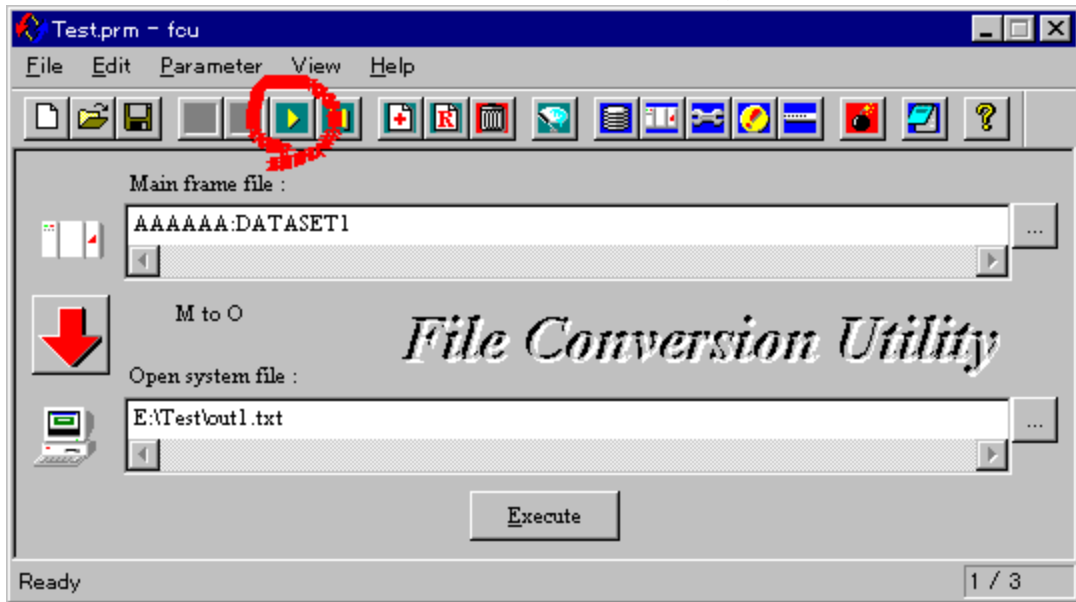 Test.prm - fcu
File Edit Parameter View Help
R
?
Main frame file :
AAAAAA:DATASET1
...
M to O
File Conversion Utility
Open system file :
E:\Test\out1.txt
...
Execute
Ready
1 / 3